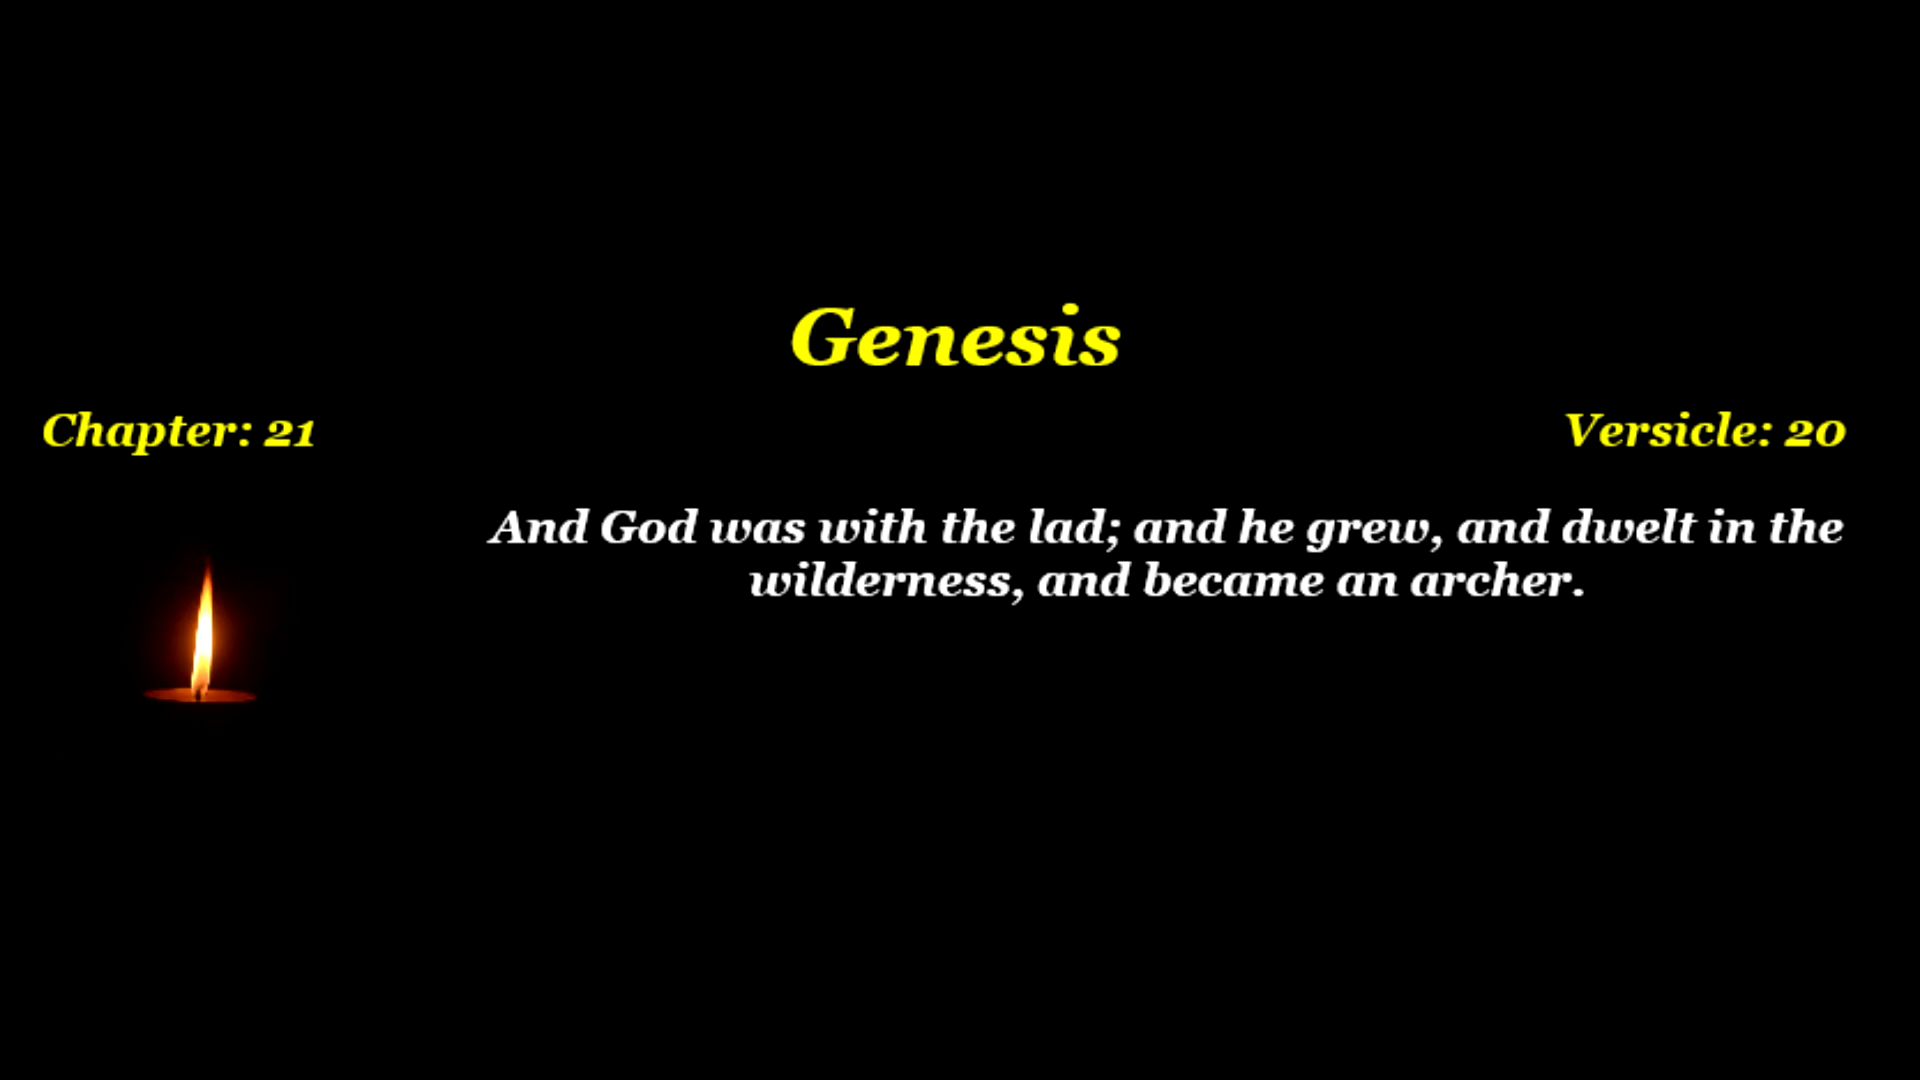 Genesis
Chapter: 21
Versicle: 20
And God was with the lad; and he grew, and dwelt in the
wilderness, and became an archer.